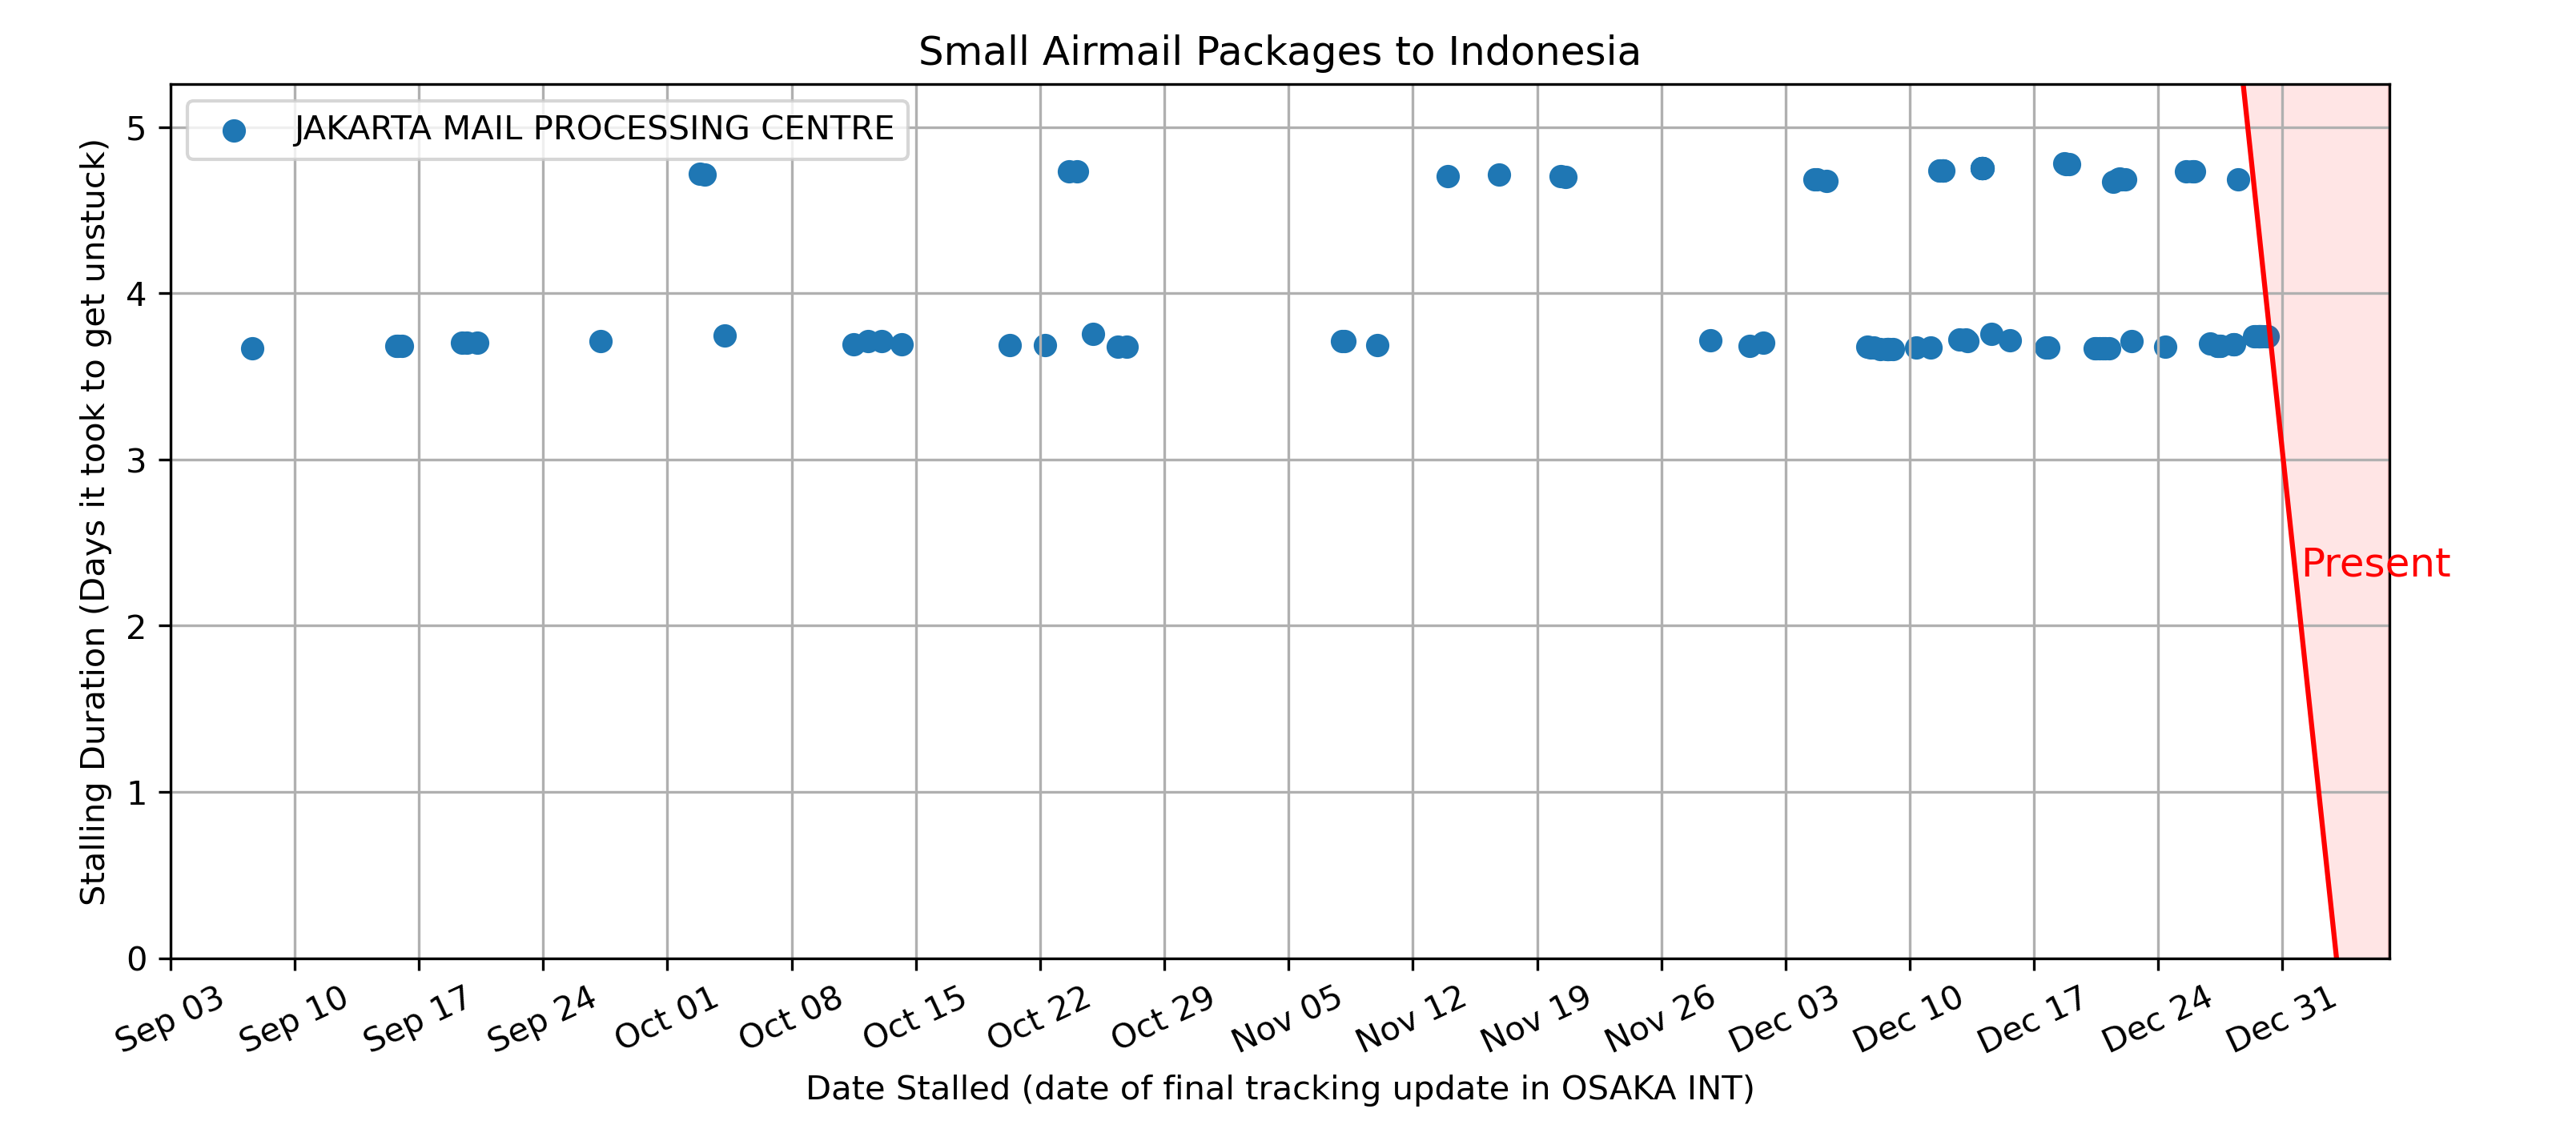 Small Airmail Packages to Indonesia
JAKARTA MAIL PROCESSING CENTRE
Stalling Duration (Days it took to get unstuck)
5
4
3
2
1
0
Present
Sep 03
Sep 10
Sep 17
Sep 24
Oct 01
Oct 08
Oct 15
Oct 22
Oct 29
Nov 05
Nov 12
Nov 19
Nov 26
Dec 03
Dec 10
Dec 17
Dec 24
Dec 31
Date Stalled (date of final tracking update in OSAKA INT)